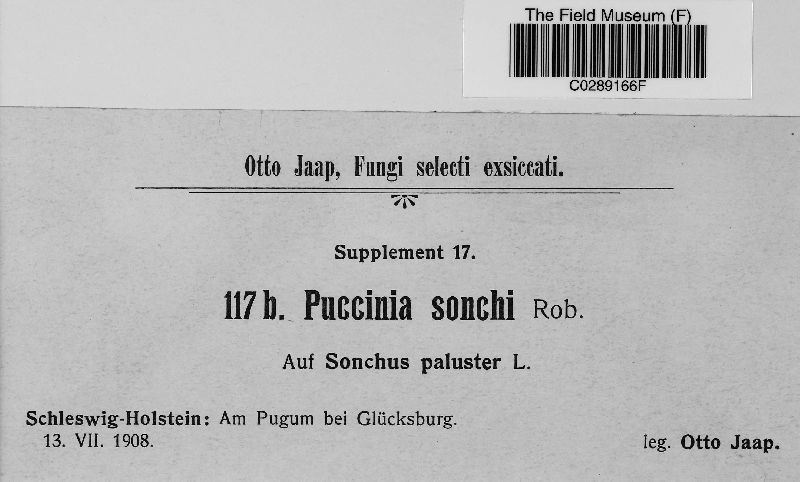 The Field Museum (F)
C0289166F
Otto Jaap, Fungi selecti exsiccati.
Supplement 17.
117 b. Puccinia sonchi Rob.
Auf Sonchus paluster L.
Schleswig-Holstein: Am Pugum bei Glücksburg.
13. VII. 1908.
leg. Otto Jaap.